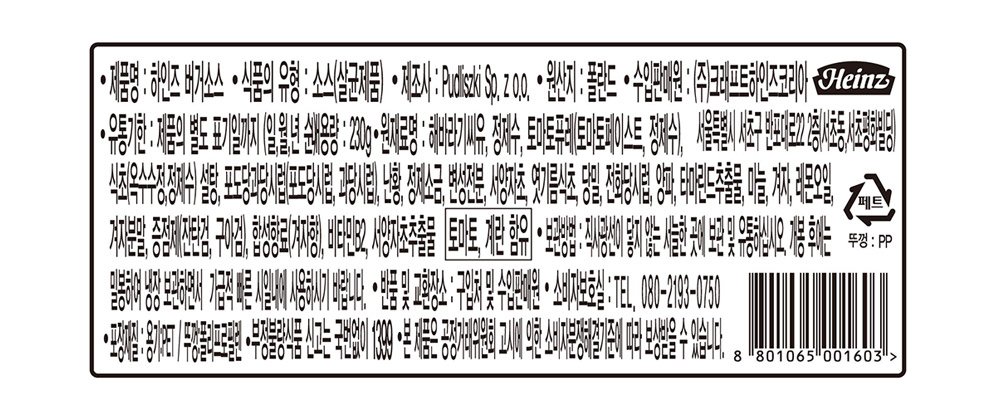 • 제품명 : 하인즈 버거소스 • 식품의 유형 : 소스(살균제품) • 제조사 : Pudliszki Sp. z o.o. • 원산지 : 폴란드 • 수입판매원 : (주)크래프트하인즈코리아 Heinz
• 유통기한 : 제품의 별도 표기일까지 (일,월,년 순)내용량 : 230g • 원재료명 : 해바라기씨유, 정제수, 토마토퓨레(토마토페이스트, 정제수), 서울특별시 서초구 반포대로22 2층(서초동,서초평화빌딩)
식초(옥수수주정,정제수) 설탕, 포도당과당시럽(포도당시럽, 과당시럽), 난황, 정제소금, 변성전분, 서양자초, 엿기름식초, 당밀, 전화당시럽, 양파, 타마린드추출물, 마늘, 겨자, 레몬오일,
겨자분말, 증점제(잔탄검, 구아검), 합성향료(겨자향), 비타민B2, 서양자초추출물 토마토, 계란 함유 • 보관방법 : 직사광선이 닿지 않는 서늘한 곳에 보관 및 유통하십시오. 개봉 후에는
밀봉하여 냉장 보관하면서 가급적 빠른 시일내에 사용하시기 바랍니다. • 반품 및 교환장소 : 구입처 및 수입판매원 • 소비자보호실 : TEL. 080-2193-0750
• 포장재질 : 용기PET / 뚜껑폴리프로필렌 • 부정불량식품 신고는 국번없이 1399 • 본 제품은 공정거래위원회 고시에 의한 소비자분쟁해결기준에 따라 보상받을 수 있습니다.
페트
뚜껑 : PP
8 801065 001603 >